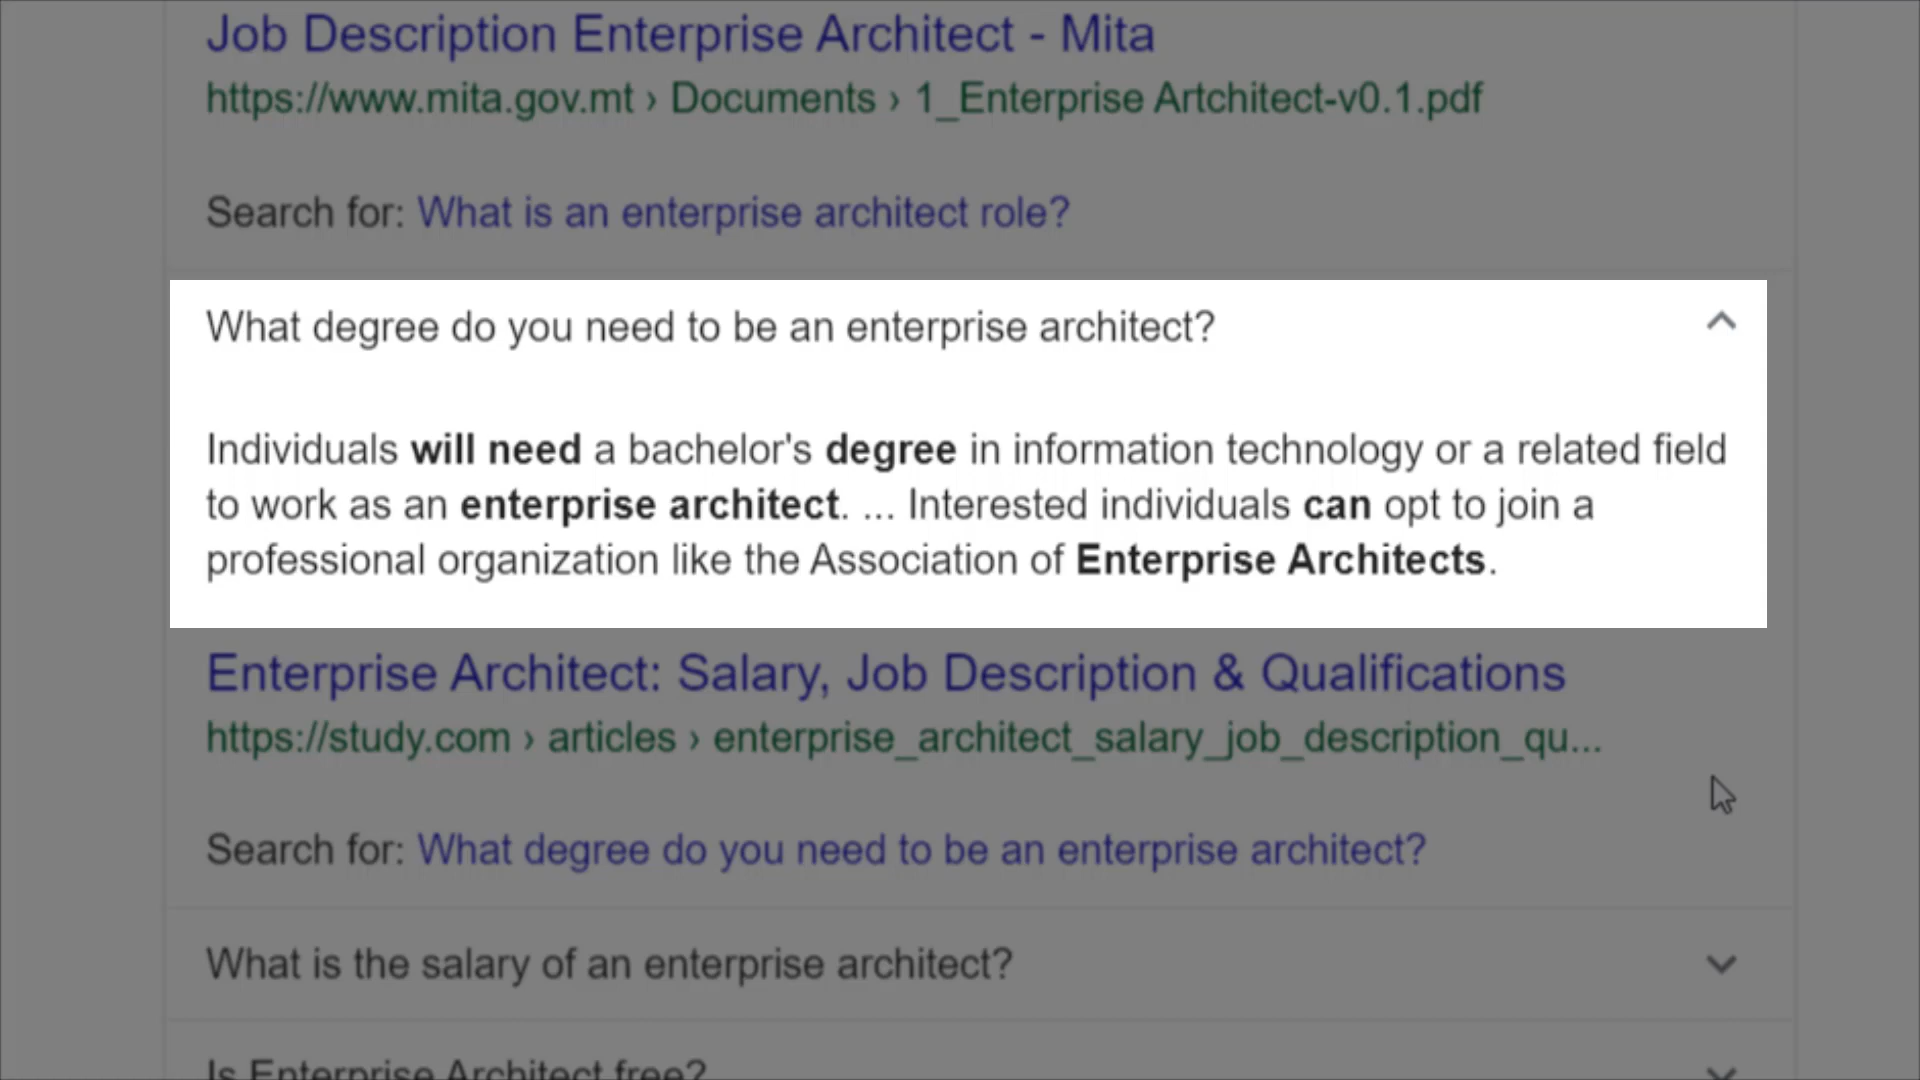 Job Description Enterprise Architect - Mita
https://www.mita.gov.mt › Documents › 1_Enterprise Artchitect-v0.1.pdf
Search for: What is an enterprise architect role?
What degree do you need to be an enterprise architect?
Individuals will need a bachelor's degree in information technology or a related field
to work as an enterprise architect. ... Interested individuals can opt to join a
professional organization like the Association of Enterprise Architects.
Enterprise Architect: Salary, Job Description & Qualifications
https://study.com › articles › enterprise_architect_salary_job_description_qu...
Search for: What degree do you need to be an enterprise architect?
What is the salary of an enterprise architect?
Is Enterprise Architect free?